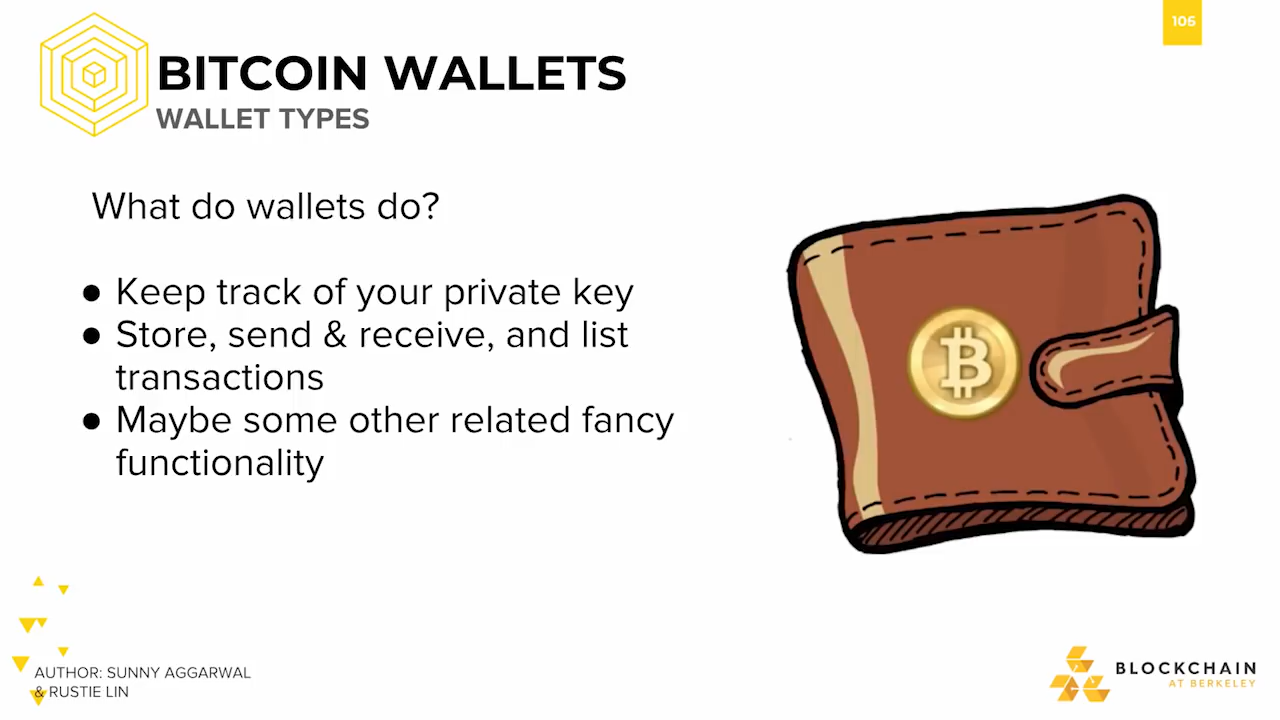 106
BITCOIN WALLETS
WALLET TYPES
What do wallets do?
● Keep track of your private key
● Store, send & receive, and list
transactions
● Maybe some other related fancy
functionality
₿
AUTHOR: SUNNY AGGARWAL
& RUSTIE LIN
BLOCKCHAIN
AT BERKELEY